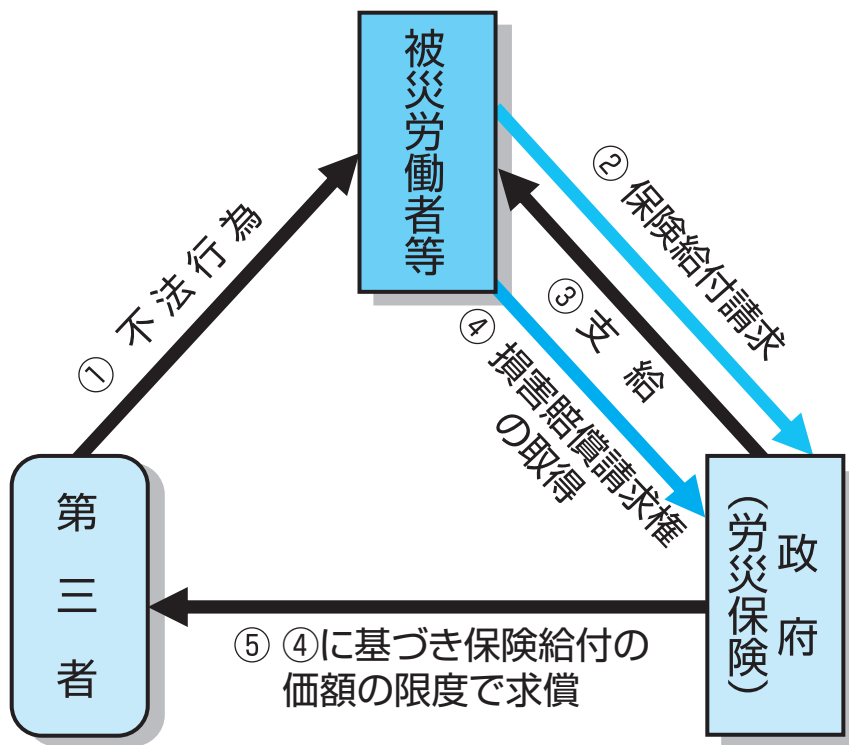 被災労働者等
① 不法行為
② 保険給付請求
③ 支給
④ 損害賠償請求権
の取得
第三者
政府
（労災保険）
⑤ ④に基づき保険給付の
価額の限度で求償